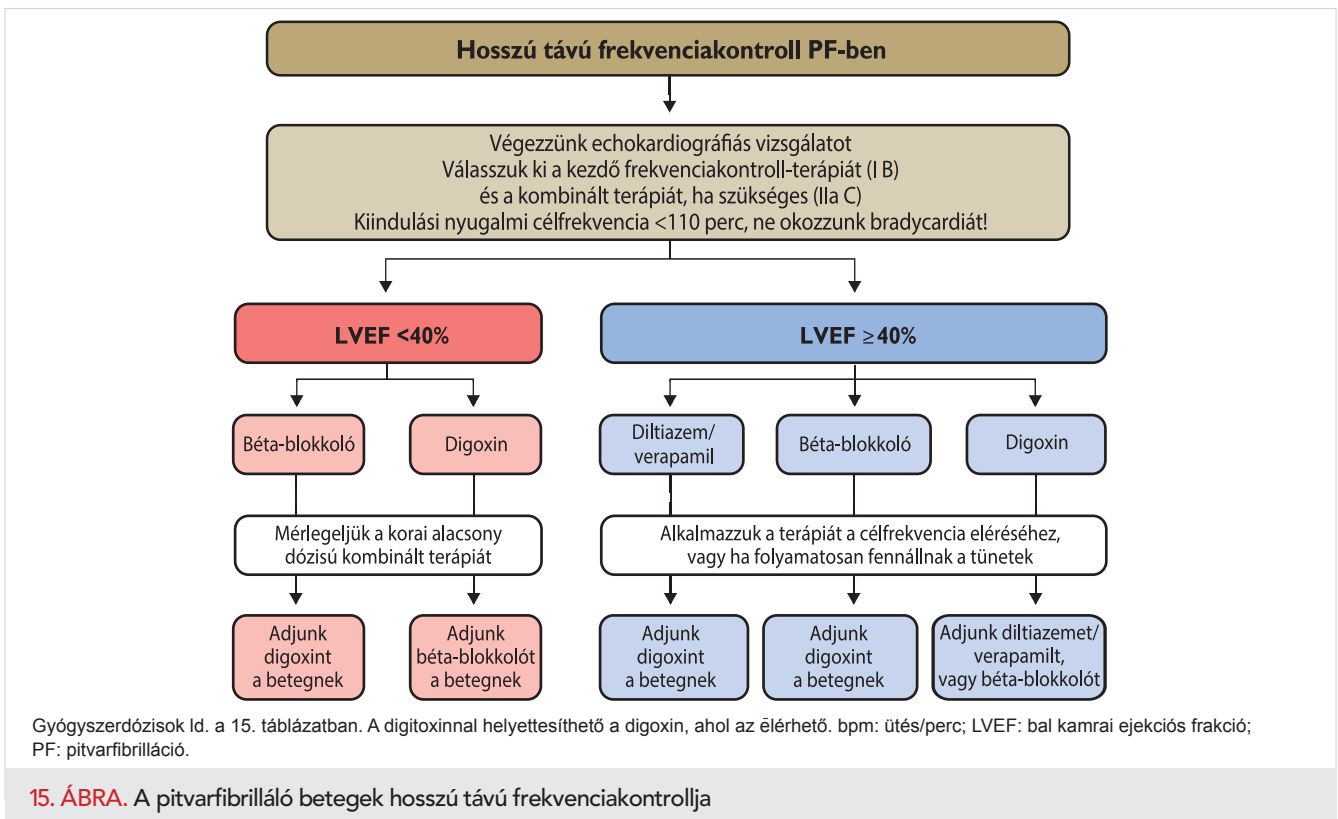 Hosszú távú frekvenciakontroll PF-ben
Végezzünk echokardiográfiás vizsgálatot
Válasszuk ki a kezdő frekvenciakontroll-terápiát (I B)
és a kombinált terápiát, ha szükséges (IIa C)
Kiindulási nyugalmi célfrekvencia <110 perc, ne okozzunk bradycardiát!
LVEF <40%
LVEF ≥40%
Béta-blokkoló
Digoxin
Diltiazem/
verapamil
Béta-blokkoló
Digoxin
Mérlegeljük a korai alacsony
dózisú kombinált terápiát
Alkalmazzuk a terápiát a célfrekvencia eléréséhez,
vagy ha folyamatosan fennállnak a tünetek
Adjunk
digoxint
a betegnek
Adjunk
béta-blokkolót
a betegnek
Adjunk
digoxint
a betegnek
Adjunk
digoxint
a betegnek
Adjunk diltiazemet/
verapamilt,
vagy béta-blokkolót
Gyógyszerdózisok ld. a 15. táblázatban. A digitoxinnal helyettesíthető a digoxin, ahol az elérhető. bpm: ütés/perc; LVEF: bal kamrai ejekciós frakció;
PF: pitvarfibrilláció.
15. ÁBRA. A pitvarfibrilláló betegek hosszú távú frekvenciakontrollja